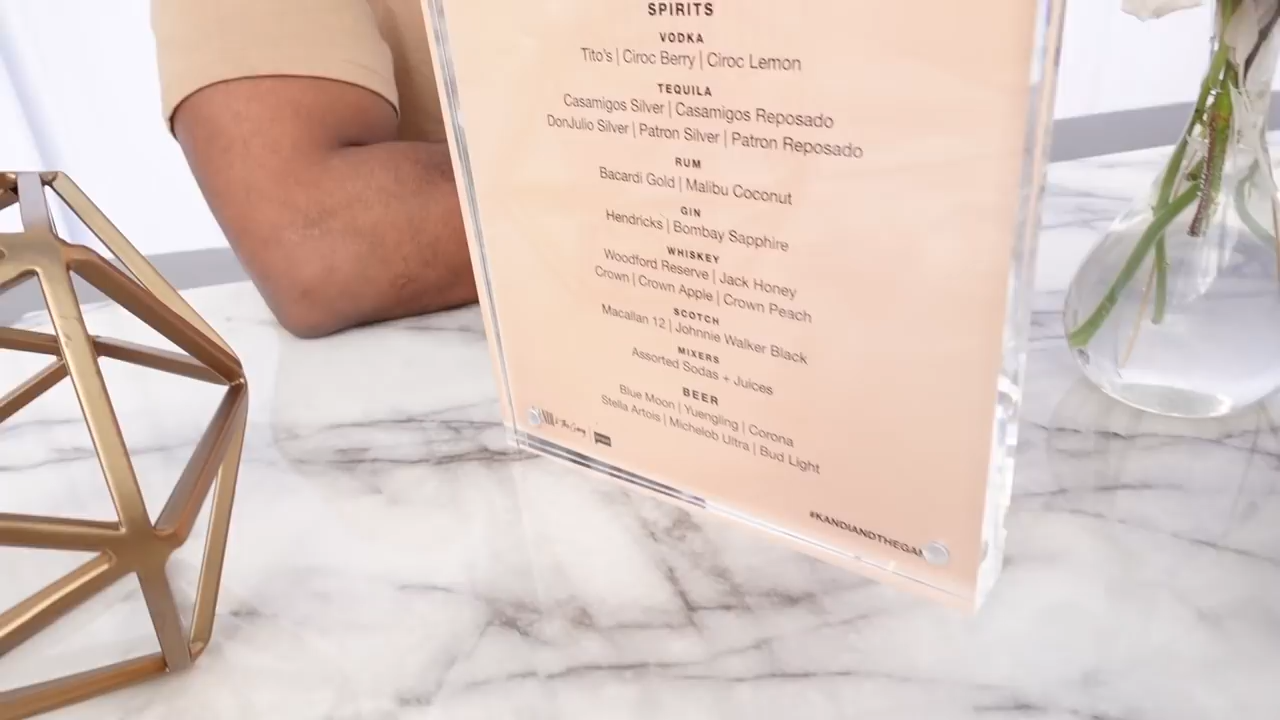 SPIRITS
VODKA
Tito's | Ciroc Berry | Ciroc Lemon
TEQUILA
Casamigos Silver | Casamigos Reposado
DonJulio Silver | Patron Silver | Patron Reposado
RUM
Bacardi Gold | Malibu Coconut
GIN
Hendricks | Bombay Sapphire
WHISKEY
Woodford Reserve | Jack Honey
Crown | Crown Apple | Crown Peach
SCOTCH
Macallan 12 | Johnnie Walker Black
MIXERS
Assorted Sodas + Juices
BEER
Blue Moon | Yuengling | Corona
Stella Artois | Michelob Ultra | Bud Light
& The Gang
#KANDIANDTHEGAN